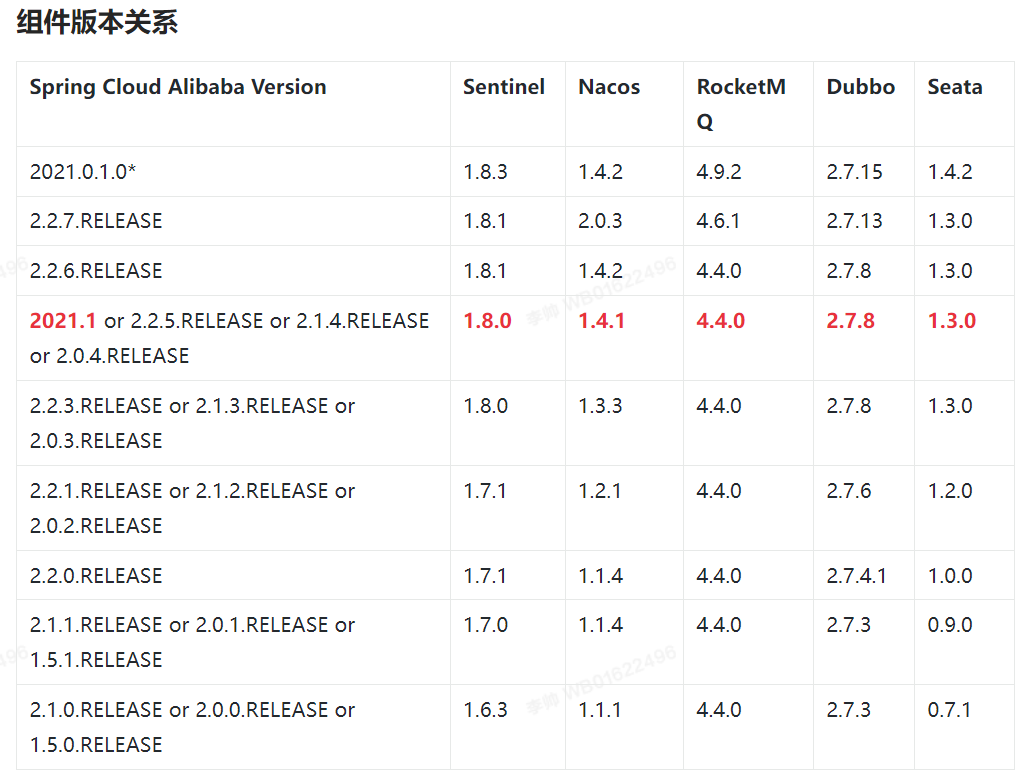 组件版本关系
Spring Cloud Alibaba Version Sentinel Nacos RocketM Dubbo Seata
Q
2021.0.1.0* 1.8.3 1.4.2 4.9.2 2.7.15 1.4.2
2.2.7.RELEASE 1.8.1 2.0.3 4.6.1 2.7.13 1.3.0
2.2.6.RELEASE 1.8.1 1.4.2 4.4.0 2.7.8 1.3.0
2021.1 or 2.2.5.RELEASE or 2.1.4.RELEASE 1.8.0 1.4.1 4.4.0 2.7.8 1.3.0
or 2.0.4.RELEASE
2.2.3.RELEASE or 2.1.3.RELEASE or 1.8.0 1.3.3 4.4.0 2.7.8 1.3.0
2.0.3.RELEASE
2.2.1.RELEASE or 2.1.2.RELEASE or 1.7.1 1.2.1 4.4.0 2.7.6 1.2.0
2.0.2.RELEASE
2.2.0.RELEASE 1.7.1 1.1.4 4.4.0 2.7.4.1 1.0.0
2.1.1.RELEASE or 2.0.1.RELEASE or 1.7.0 1.1.4 4.4.0 2.7.3 0.9.0
1.5.1.RELEASE
2.1.0.RELEASE or 2.0.0.RELEASE or 1.6.3 1.1.1 4.4.0 2.7.3 0.7.1
1.5.0.RELEASE
李帅 WB01622496
李帅 WB01622496
496
496